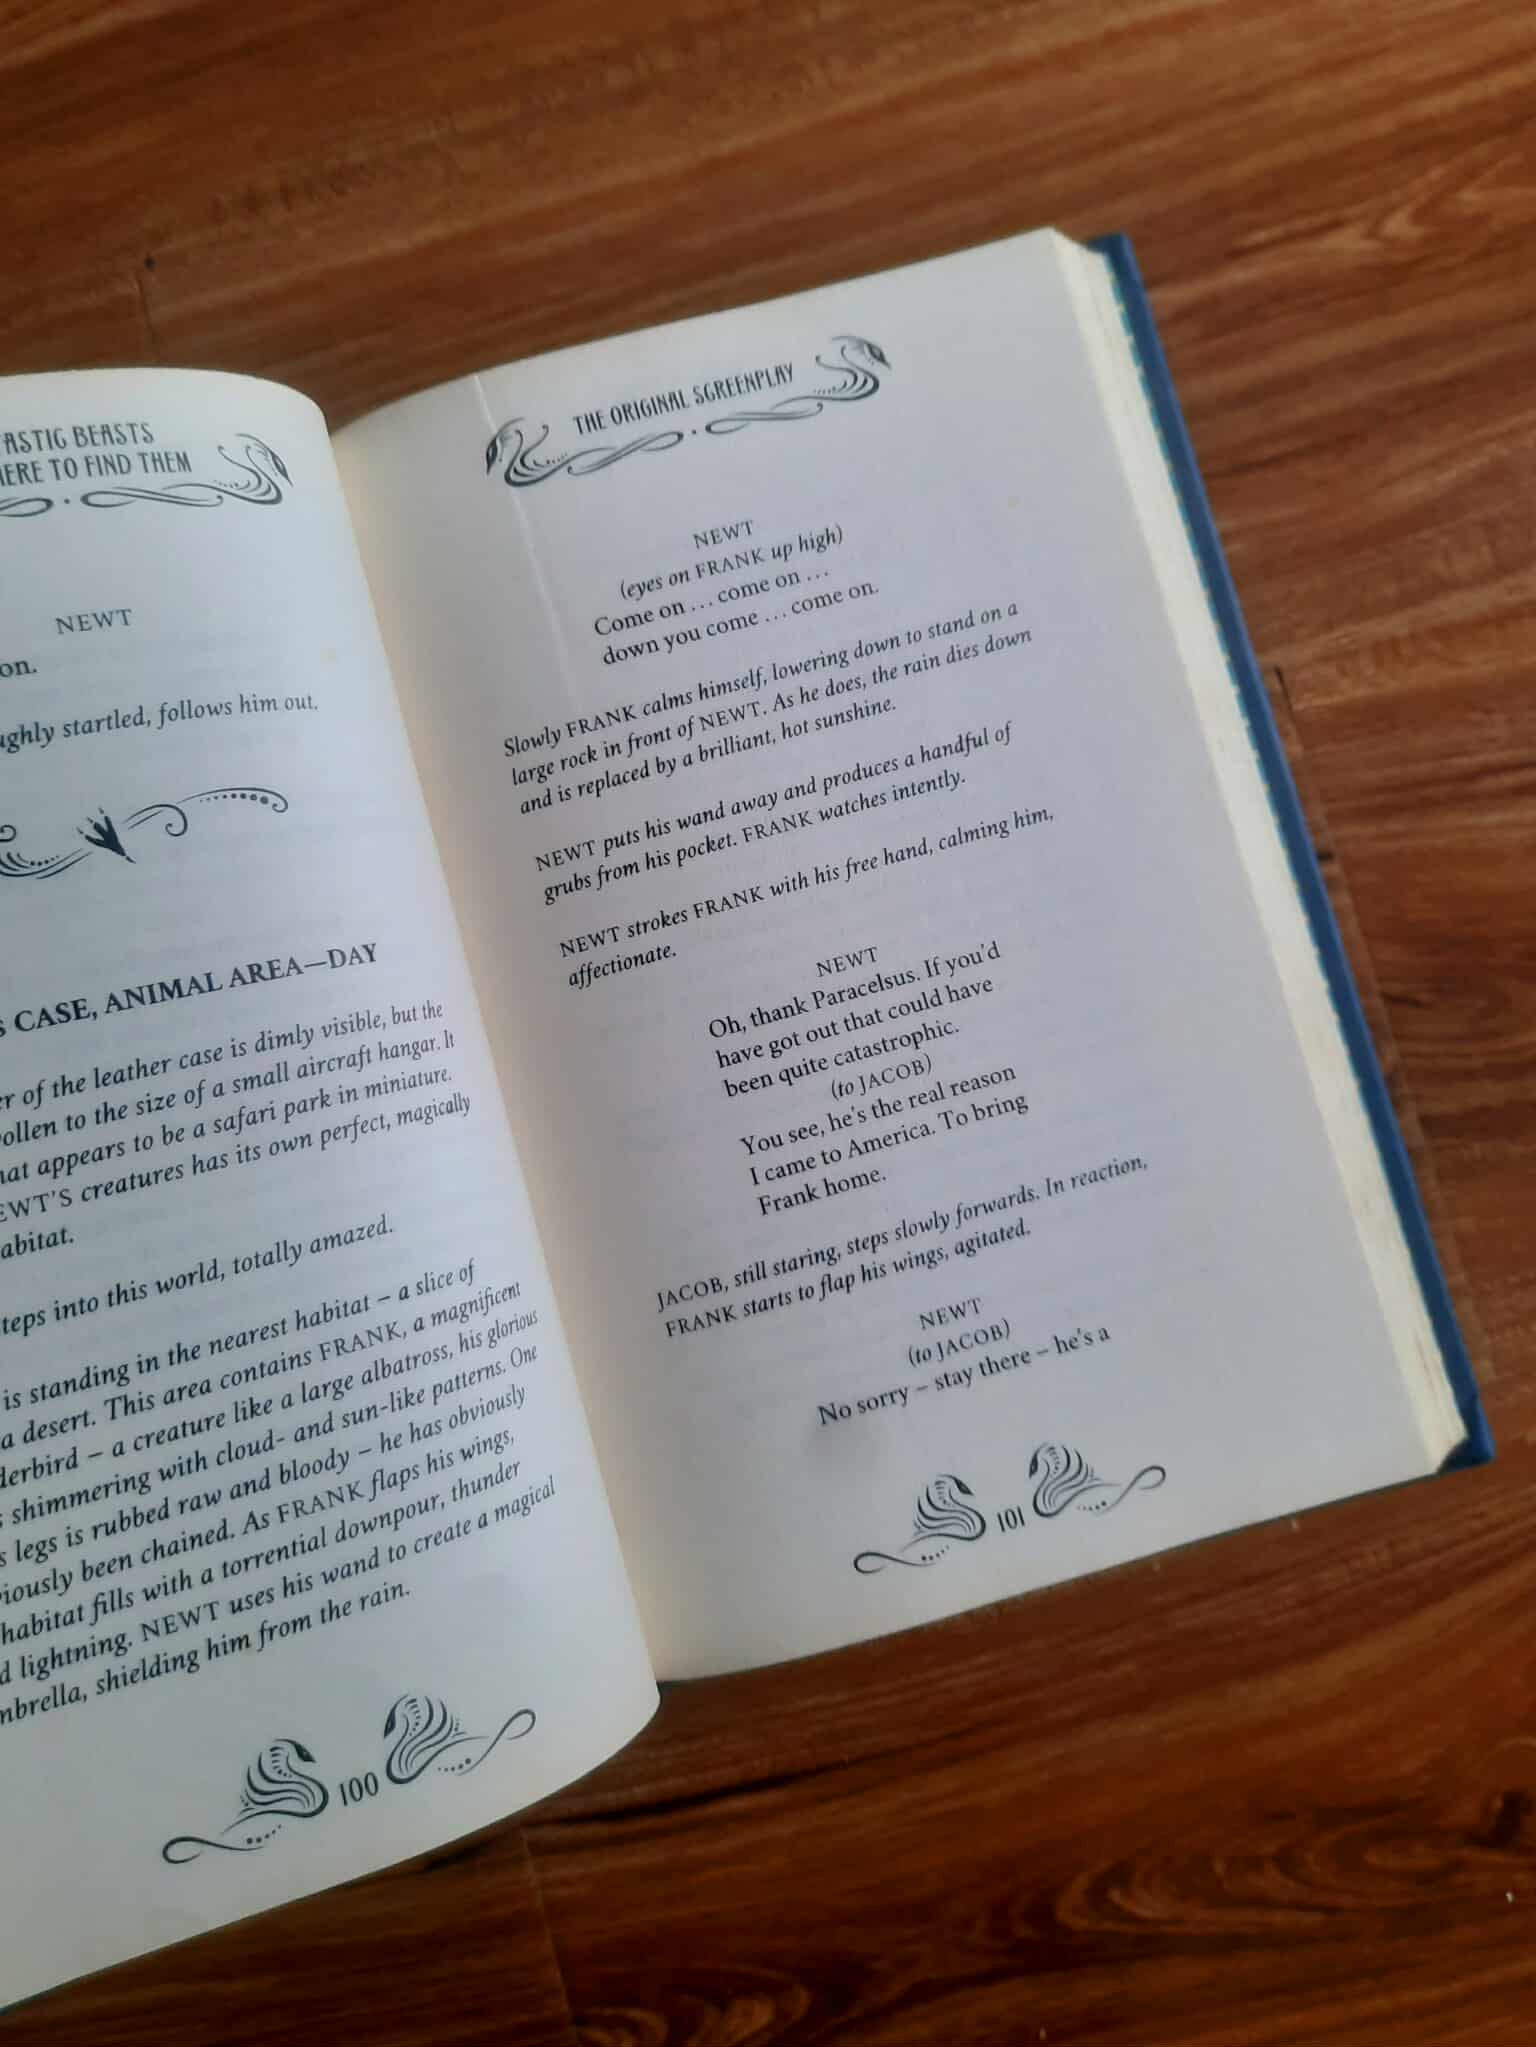 TASTIC BEASTS
HERE TO FIND THEM
NEWT
on.
ughly startled, follows him out.
S CASE, ANIMAL AREA—DAY
er of the leather case is dimly visible, but the
ollen to the size of a small aircraft hangar. It
hat appears to be a safari park in miniature.
EWT'S creatures has its own perfect, magically
abitat.
teps into this world, totally amazed.
is standing in the nearest habitat – a slice of
a desert. This area contains FRANK, a magnificent
derbird – a creature like a large albatross, his glorious
s shimmering with cloud- and sun-like patterns. One
s legs is rubbed raw and bloody – he has obviously
viously been chained. As FRANK flaps his wings,
habitat fills with a torrential downpour, thunder
d lightning. NEWT uses his wand to create a magical
mbrella, shielding him from the rain.
100
THE ORIGINAL SCREENPLAY
NEWT
(eyes on FRANK up high)
Come on … come on …
down you come … come on.
Slowly FRANK calms himself, lowering down to stand on a
large rock in front of NEWT. As he does, the rain dies down
and is replaced by a brilliant, hot sunshine.
NEWT puts his wand away and produces a handful of
grubs from his pocket. FRANK watches intently.
NEWT strokes FRANK with his free hand, calming him,
affectionate.
NEWT
Oh, thank Paracelsus. If you'd
have got out that could have
been quite catastrophic.
(to JACOB)
You see, he's the real reason
I came to America. To bring
Frank home.
JACOB, still staring, steps slowly forwards. In reaction,
FRANK starts to flap his wings, agitated.
NEWT
(to JACOB)
No sorry – stay there – he's a
101